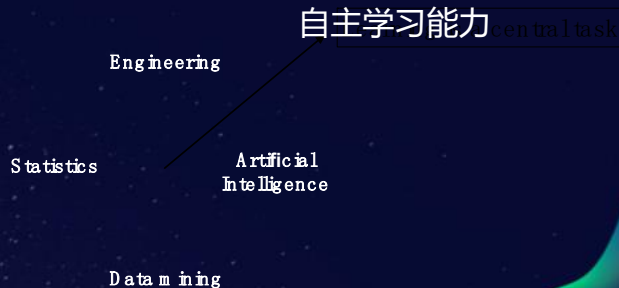 自主学习能力
central task
Engineering
Statistics
Artificial
Intelligence
Data mining